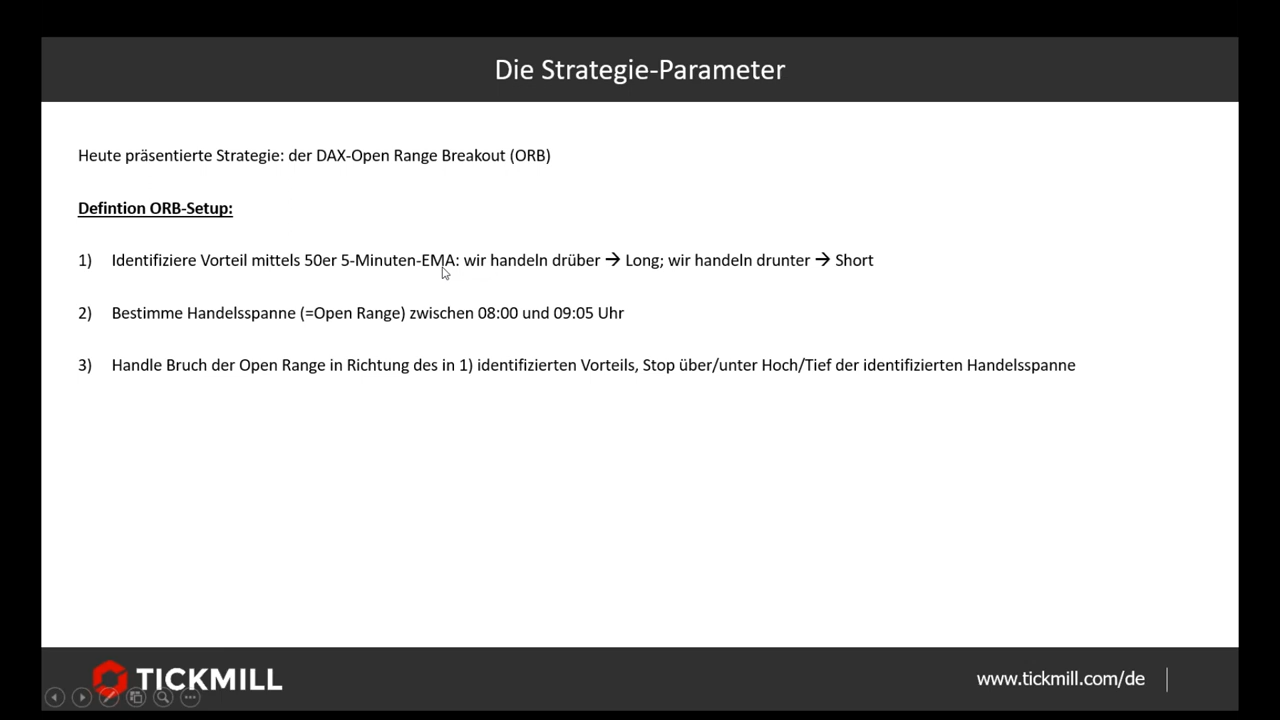 Die Strategie-Parameter
Heute präsentierte Strategie: der DAX-Open Range Breakout (ORB)
Defintion ORB-Setup:
1) Identifiziere Vorteil mittels 50er 5-Minuten-EMA: wir handeln drüber → Long; wir handeln drunter → Short
2) Bestimme Handelsspanne (=Open Range) zwischen 08:00 und 09:05 Uhr
3) Handle Bruch der Open Range in Richtung des in 1) identifizierten Vorteils, Stop über/unter Hoch/Tief der identifizierten Handelsspanne
TICKMILL
www.tickmill.com/de